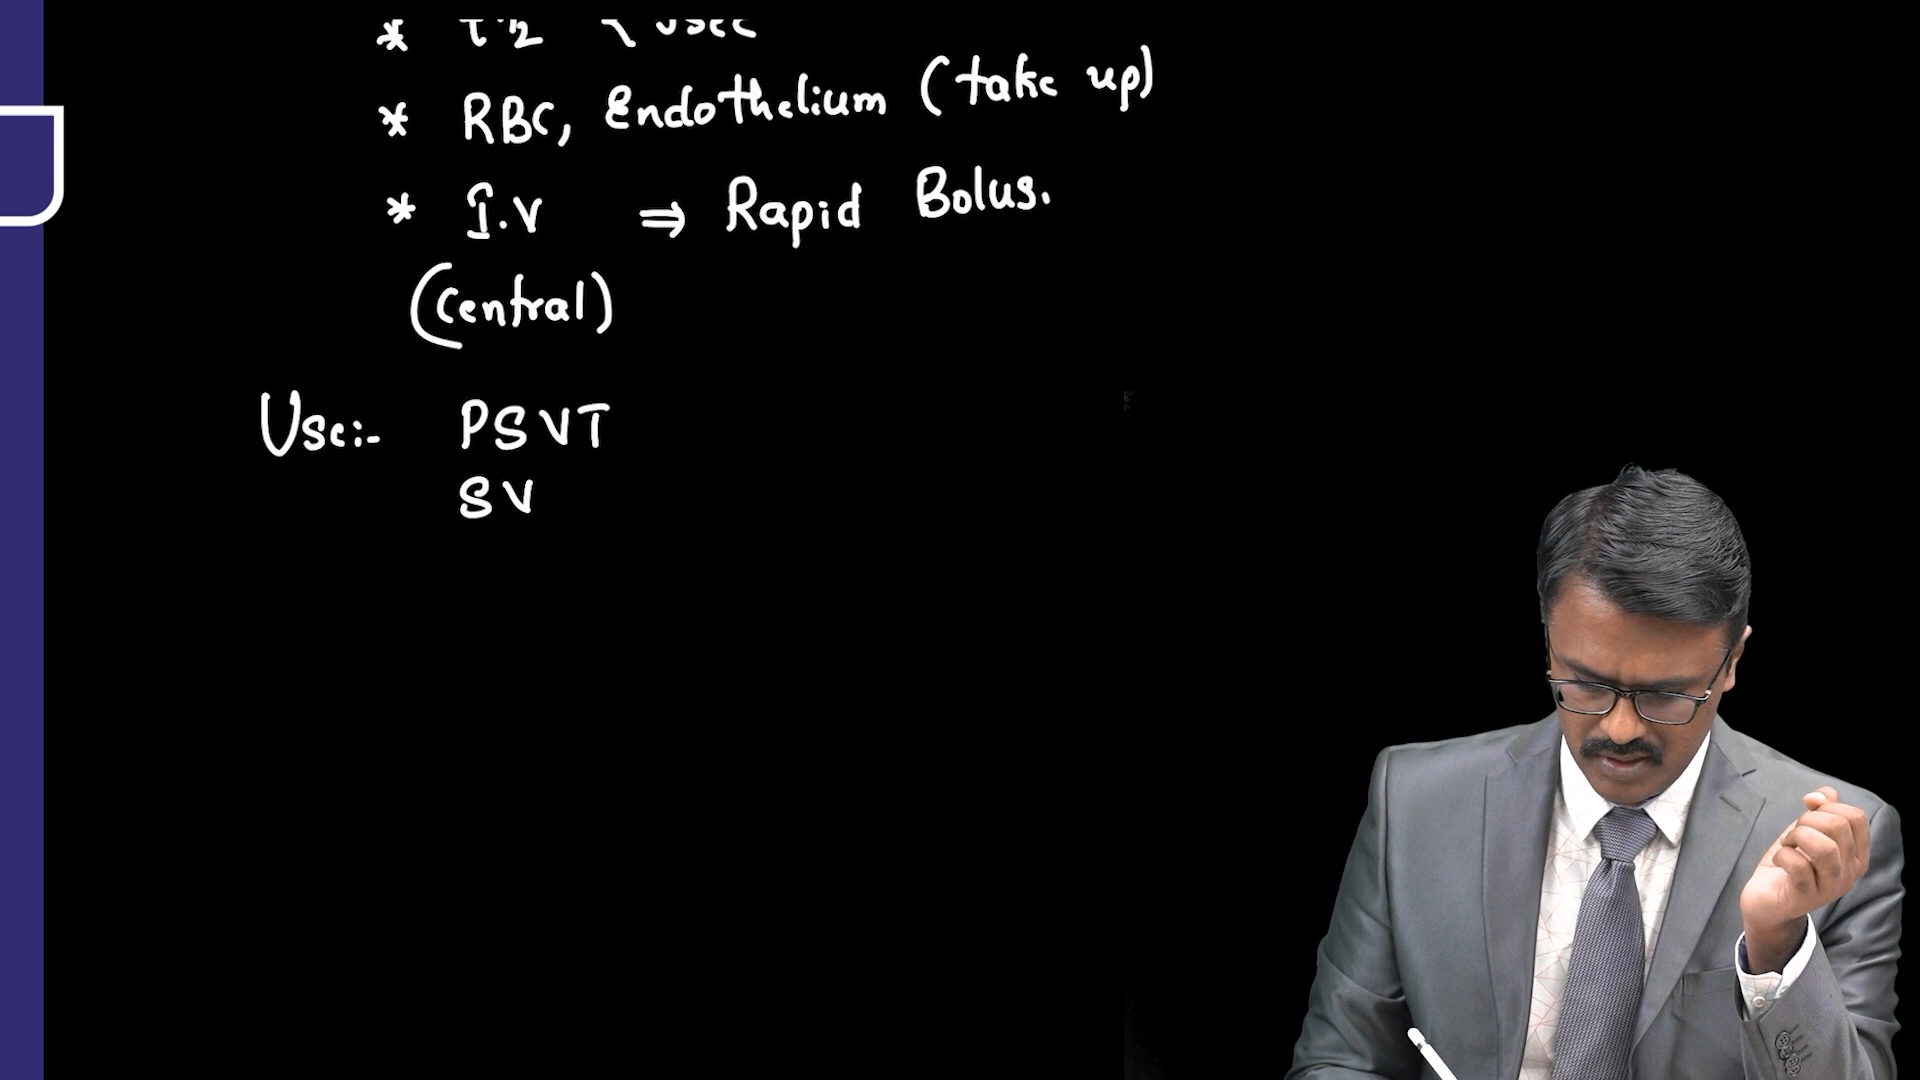 * RBC, Endothelium (take up)
* I.V ⇒ Rapid Bolus.
(central)
Use:- PSVT
SV